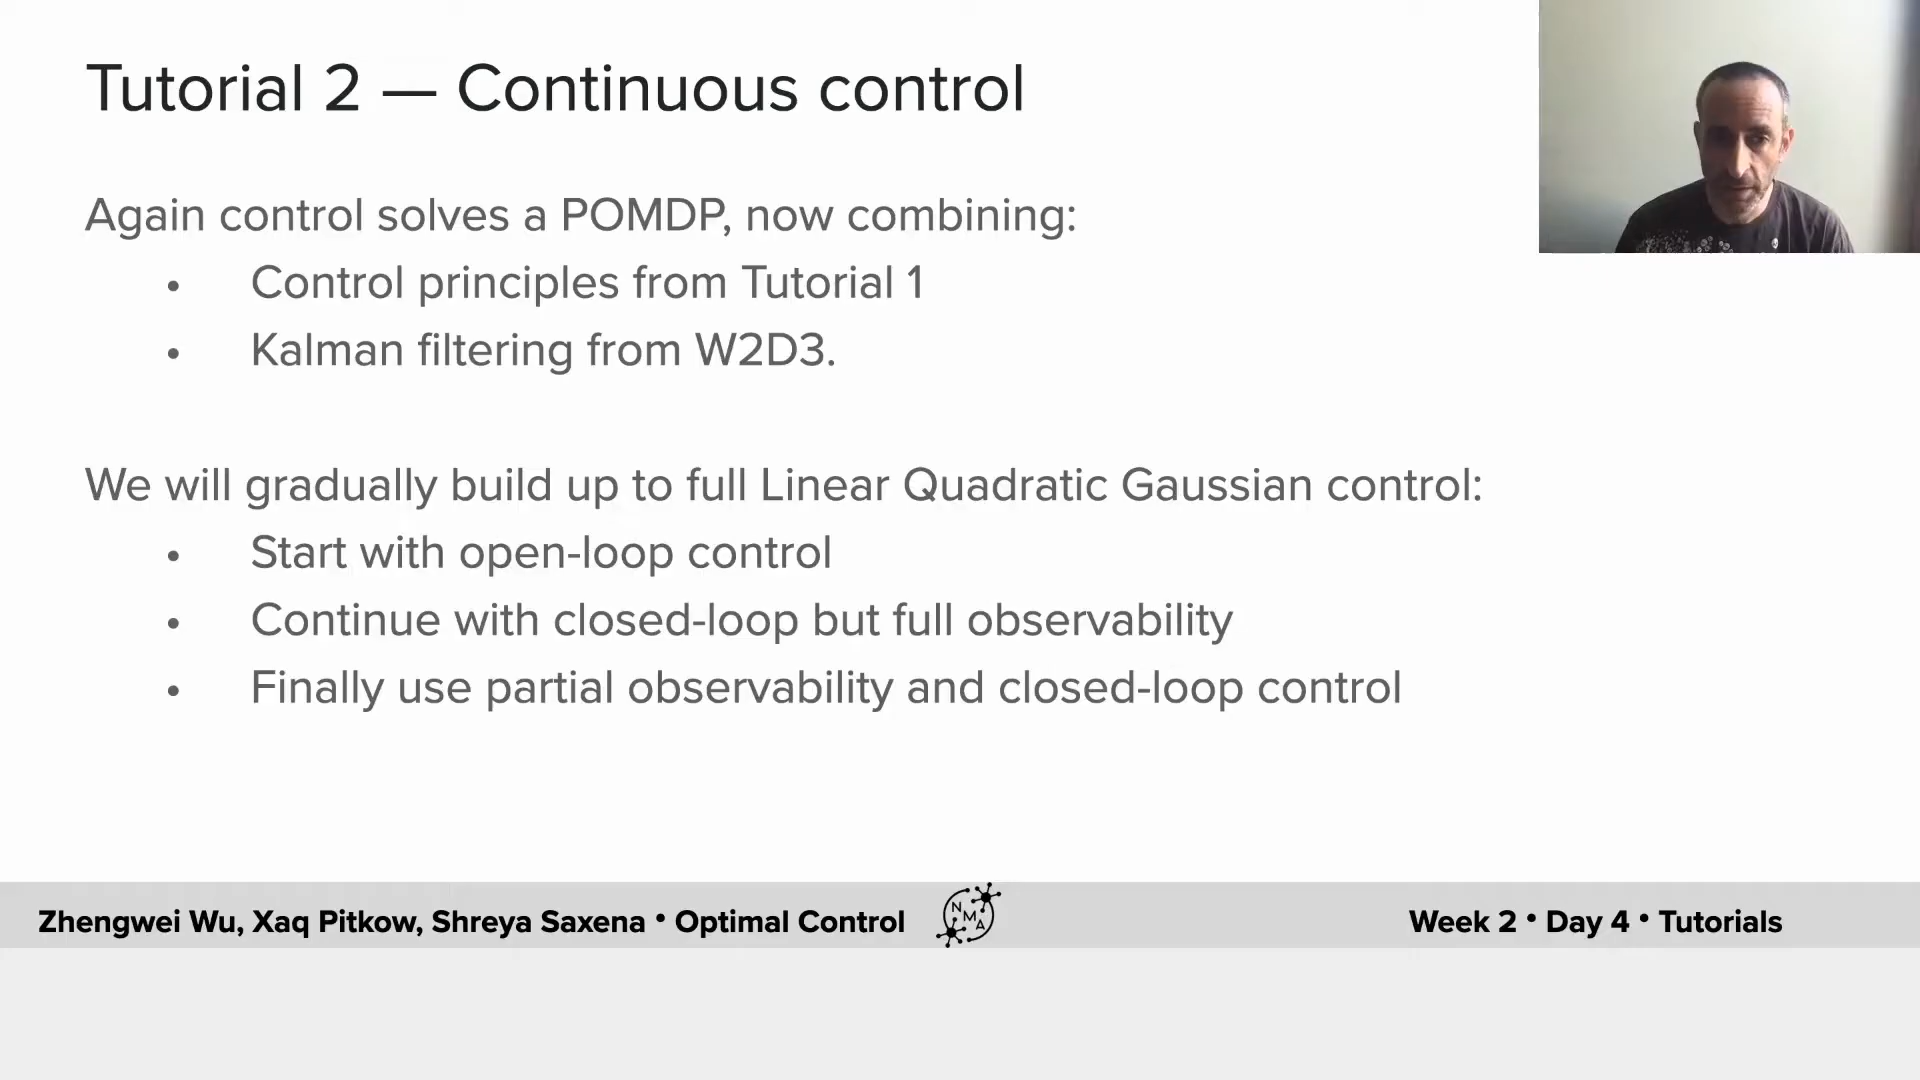 Tutorial 2 — Continuous control
Again control solves a POMDP, now combining:
• Control principles from Tutorial 1
• Kalman filtering from W2D3.
We will gradually build up to full Linear Quadratic Gaussian control:
• Start with open-loop control
• Continue with closed-loop but full observability
• Finally use partial observability and closed-loop control
Zhengwei Wu, Xaq Pitkow, Shreya Saxena • Optimal Control
NMA
Week 2 • Day 4 • Tutorials